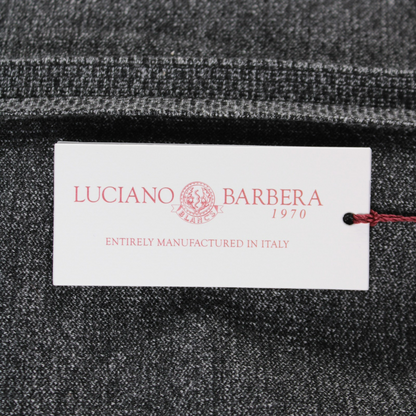 LUCIANO BARBERA
1970
ENTIRELY MANUFACTURED IN ITALY